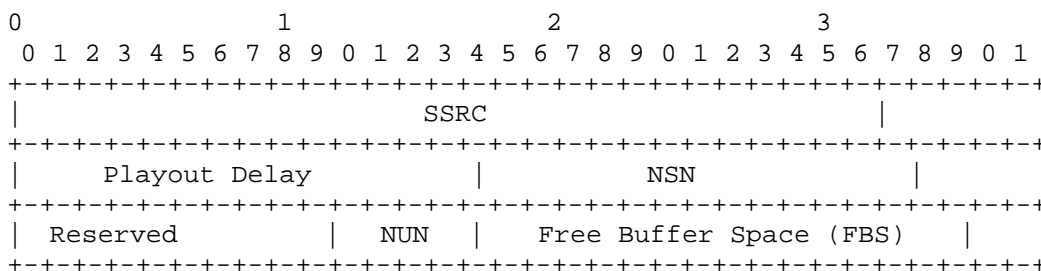 0                   1                   2                   3
 0 1 2 3 4 5 6 7 8 9 0 1 2 3 4 5 6 7 8 9 0 1 2 3 4 5 6 7 8 9 0 1
+-+-+-+-+-+-+-+-+-+-+-+-+-+-+-+-+-+-+-+-+-+-+-+-+-+-+-+-+-+-+-+-+
|                              SSRC                             |
+-+-+-+-+-+-+-+-+-+-+-+-+-+-+-+-+-+-+-+-+-+-+-+-+-+-+-+-+-+-+-+-+
|      Playout Delay            |            NSN                |
+-+-+-+-+-+-+-+-+-+-+-+-+-+-+-+-+-+-+-+-+-+-+-+-+-+-+-+-+-+-+-+-+
|  Reserved           |   NUN   |    Free Buffer Space (FBS)    |
+-+-+-+-+-+-+-+-+-+-+-+-+-+-+-+-+-+-+-+-+-+-+-+-+-+-+-+-+-+-+-+-+